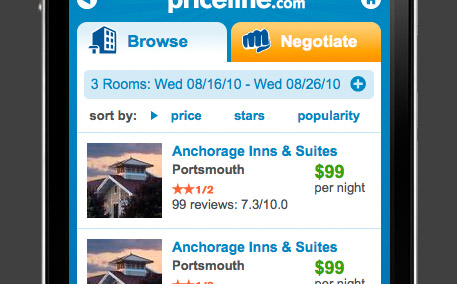 priceline.com
Browse
Negotiate
3 Rooms: Wed 08/16/10 - Wed 08/26/10
sort by: price stars popularity
Anchorage Inns & Suites
Portsmouth
$99
per night
1/2
99 reviews: 7.3/10.0
Anchorage Inns & Suites
Portsmouth
$99
per night
1/2